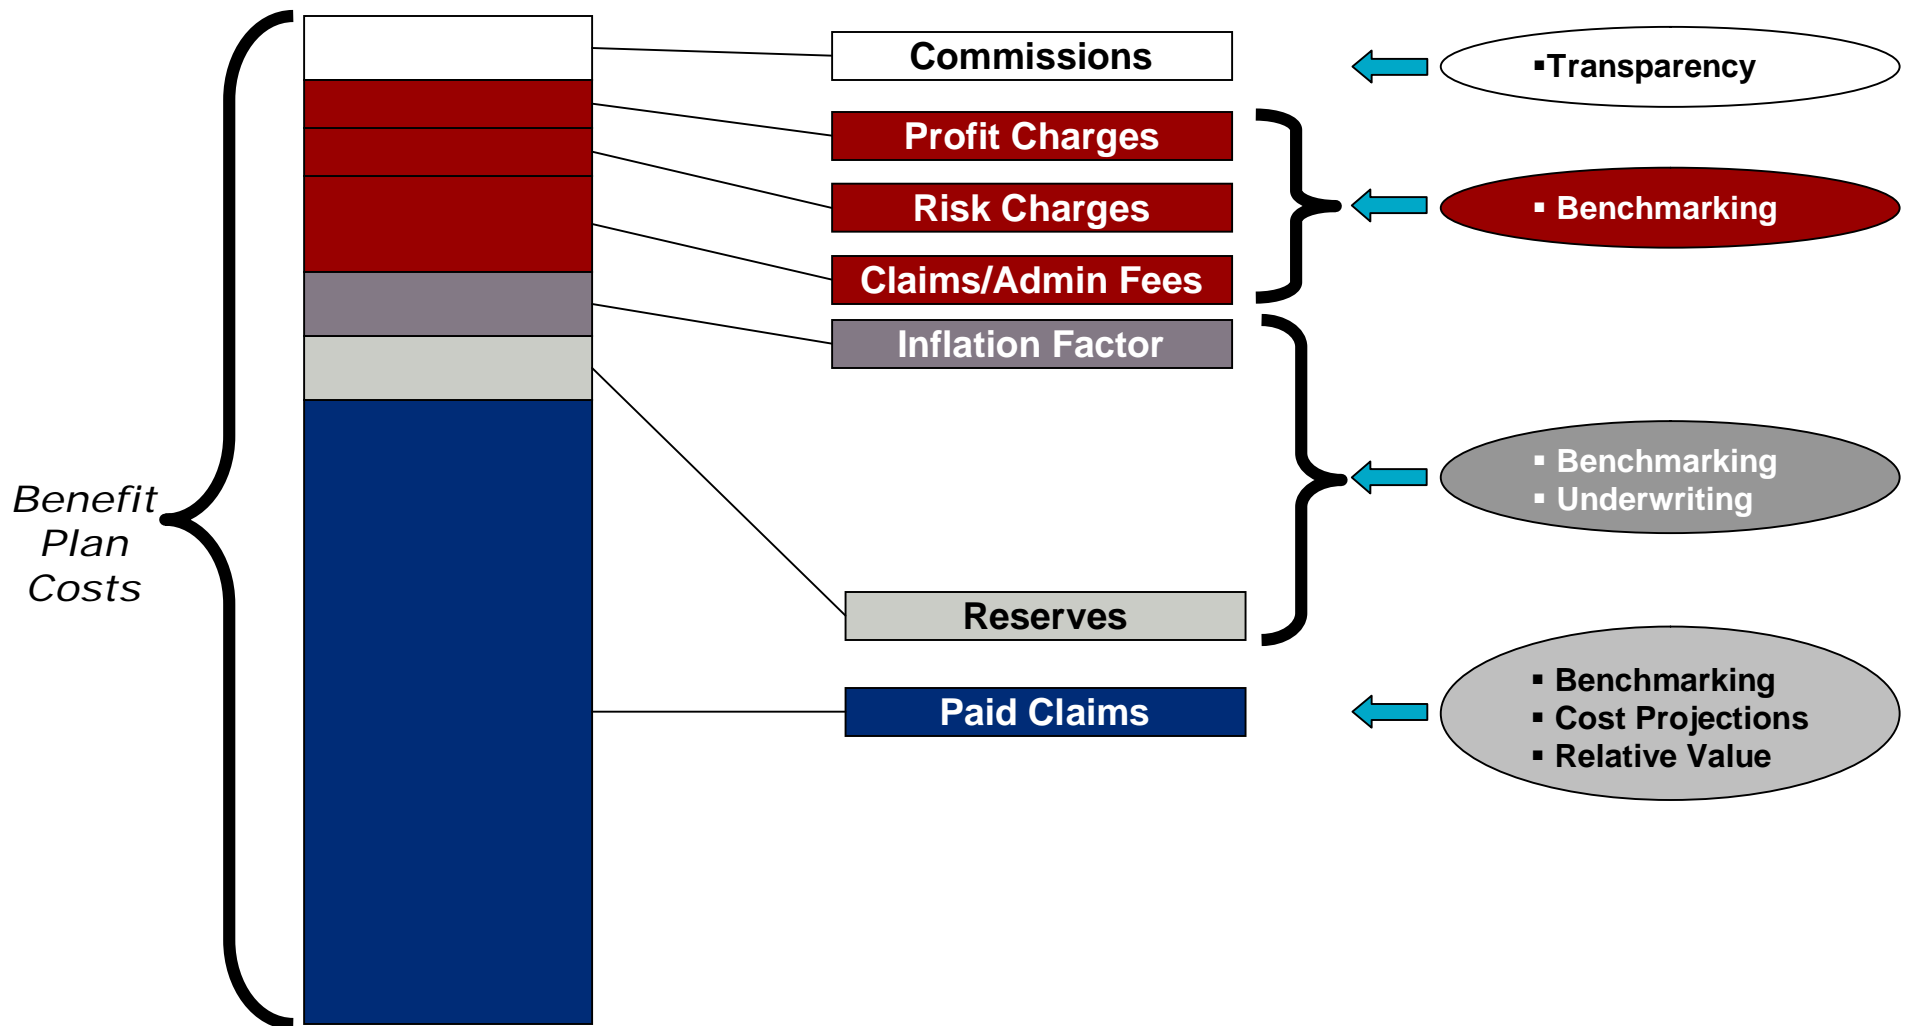 Commissions
▪Transparency
Profit Charges
Risk Charges
▪ Benchmarking
Claims/Admin Fees
Inflation Factor
▪ Benchmarking
▪ Underwriting
Benefit
Plan
Costs
Reserves
Paid Claims
▪ Benchmarking
▪ Cost Projections
▪ Relative Value